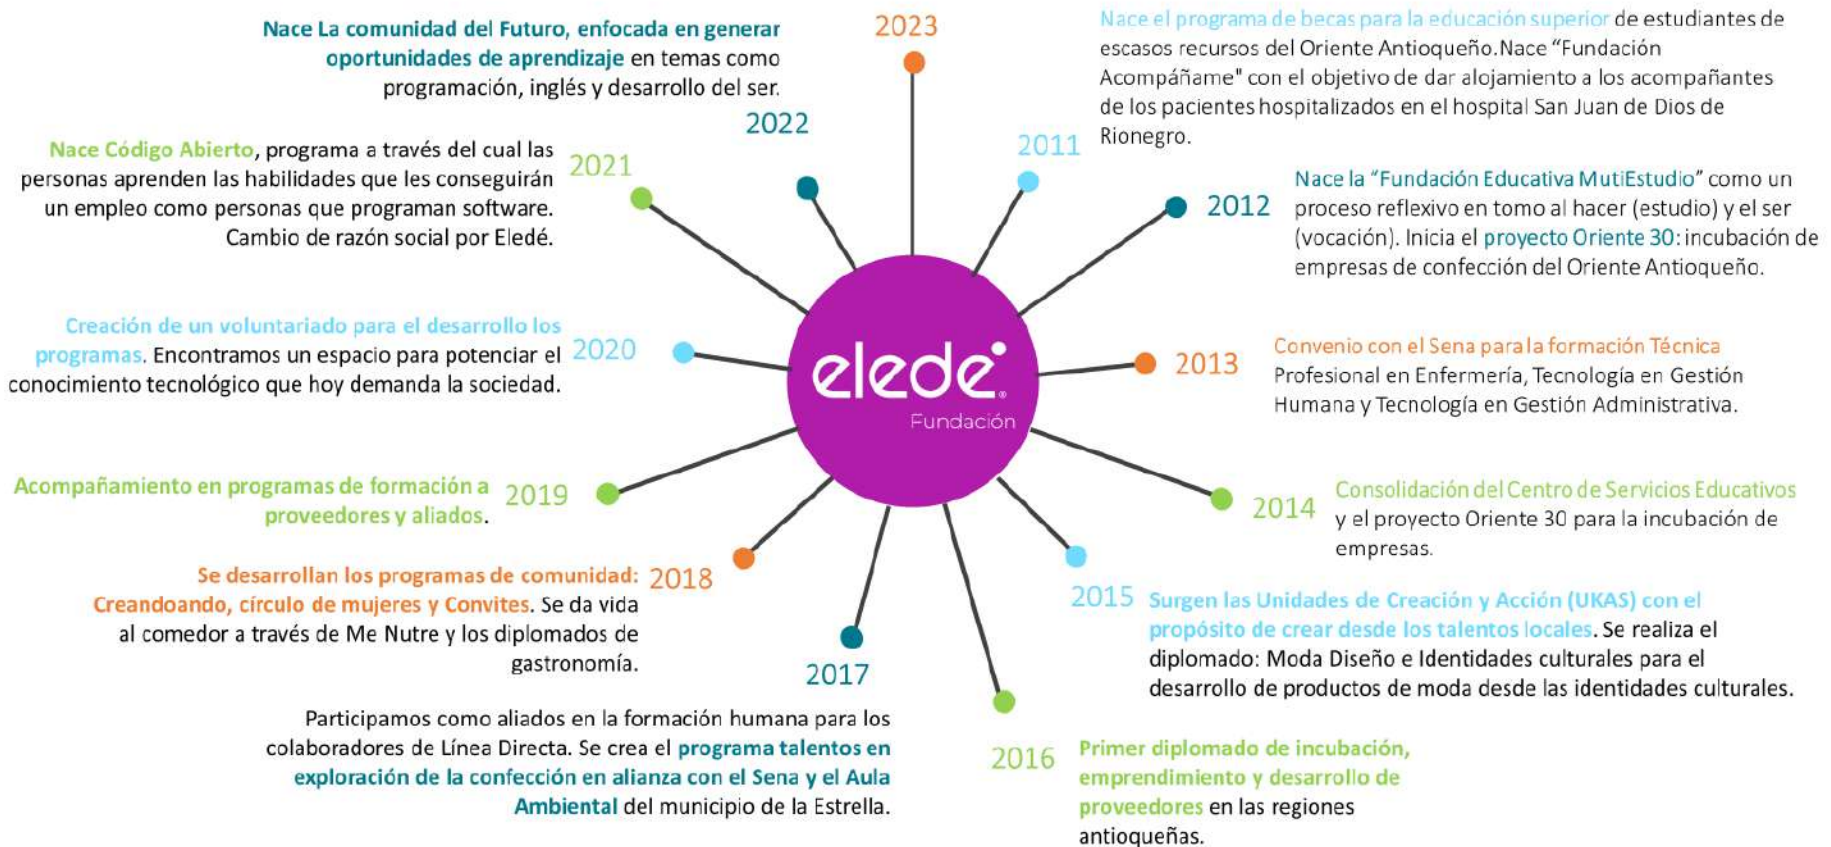 2023
Nace La comunidad del Futuro, enfocada en generar
oportunidades de aprendizaje en temas como
programación, inglés y desarrollo del ser.
2022
Nace el programa de becas para la educación superior de estudiantes de
escasos recursos del Oriente Antioqueño.Nace “Fundación
Acompáñame" con el objetivo de dar alojamiento a los acompañantes
de los pacientes hospitalizados en el hospital San Juan de Dios de
Rionegro.
2011
Nace Código Abierto, programa a través del cual las
personas aprenden las habilidades que les conseguirán
un empleo como personas que programan software.
Cambio de razón social por Eledé.
2021
2012
Nace la “Fundación Educativa MutiEstudio” como un
proceso reflexivo en tomo al hacer (estudio) y el ser
(vocación). Inicia el proyecto Oriente 30: incubación de
empresas de confección del Oriente Antioqueño.
Creación de un voluntariado para el desarrollo los
programas. Encontramos un espacio para potenciar el
conocimiento tecnológico que hoy demanda la sociedad.
2020
elede®
Fundación
2013
Convenio con el Sena para la formación Técnica
Profesional en Enfermería, Tecnología en Gestión
Humana y Tecnología en Gestión Administrativa.
Acompañamiento en programas de formación a
proveedores y aliados.
2019
2014
Consolidación del Centro de Servicios Educativos
y el proyecto Oriente 30 para la incubación de
empresas.
Se desarrollan los programas de comunidad:
Creandoando, círculo de mujeres y Convites. Se da vida
al comedor a través de Me Nutre y los diplomados de
gastronomía.
2018
2015
Surgen las Unidades de Creación y Acción (UKAS) con el
propósito de crear desde los talentos locales. Se realiza el
diplomado: Moda Diseño e Identidades culturales para el
desarrollo de productos de moda desde las identidades culturales.
2017
Participamos como aliados en la formación humana para los
colaboradores de Línea Directa. Se crea el programa talentos en
exploración de la confección en alianza con el Sena y el Aula
Ambiental del municipio de la Estrella.
2016
Primer diplomado de incubación,
emprendimiento y desarrollo de
proveedores en las regiones
antioqueñas.